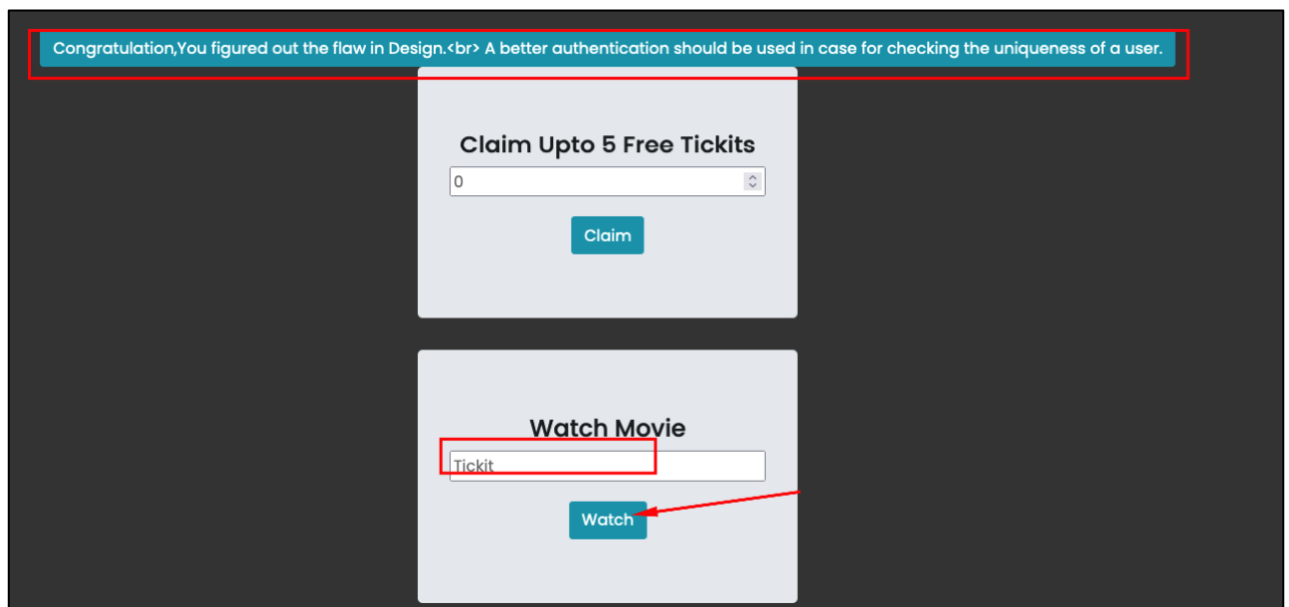 Congratulation,You figured out the flaw in Design.<br> A better authentication should be used in case for checking the uniqueness of a user.
Claim Upto 5 Free Tickits
0
Claim
Watch Movie
Tickit
Watch